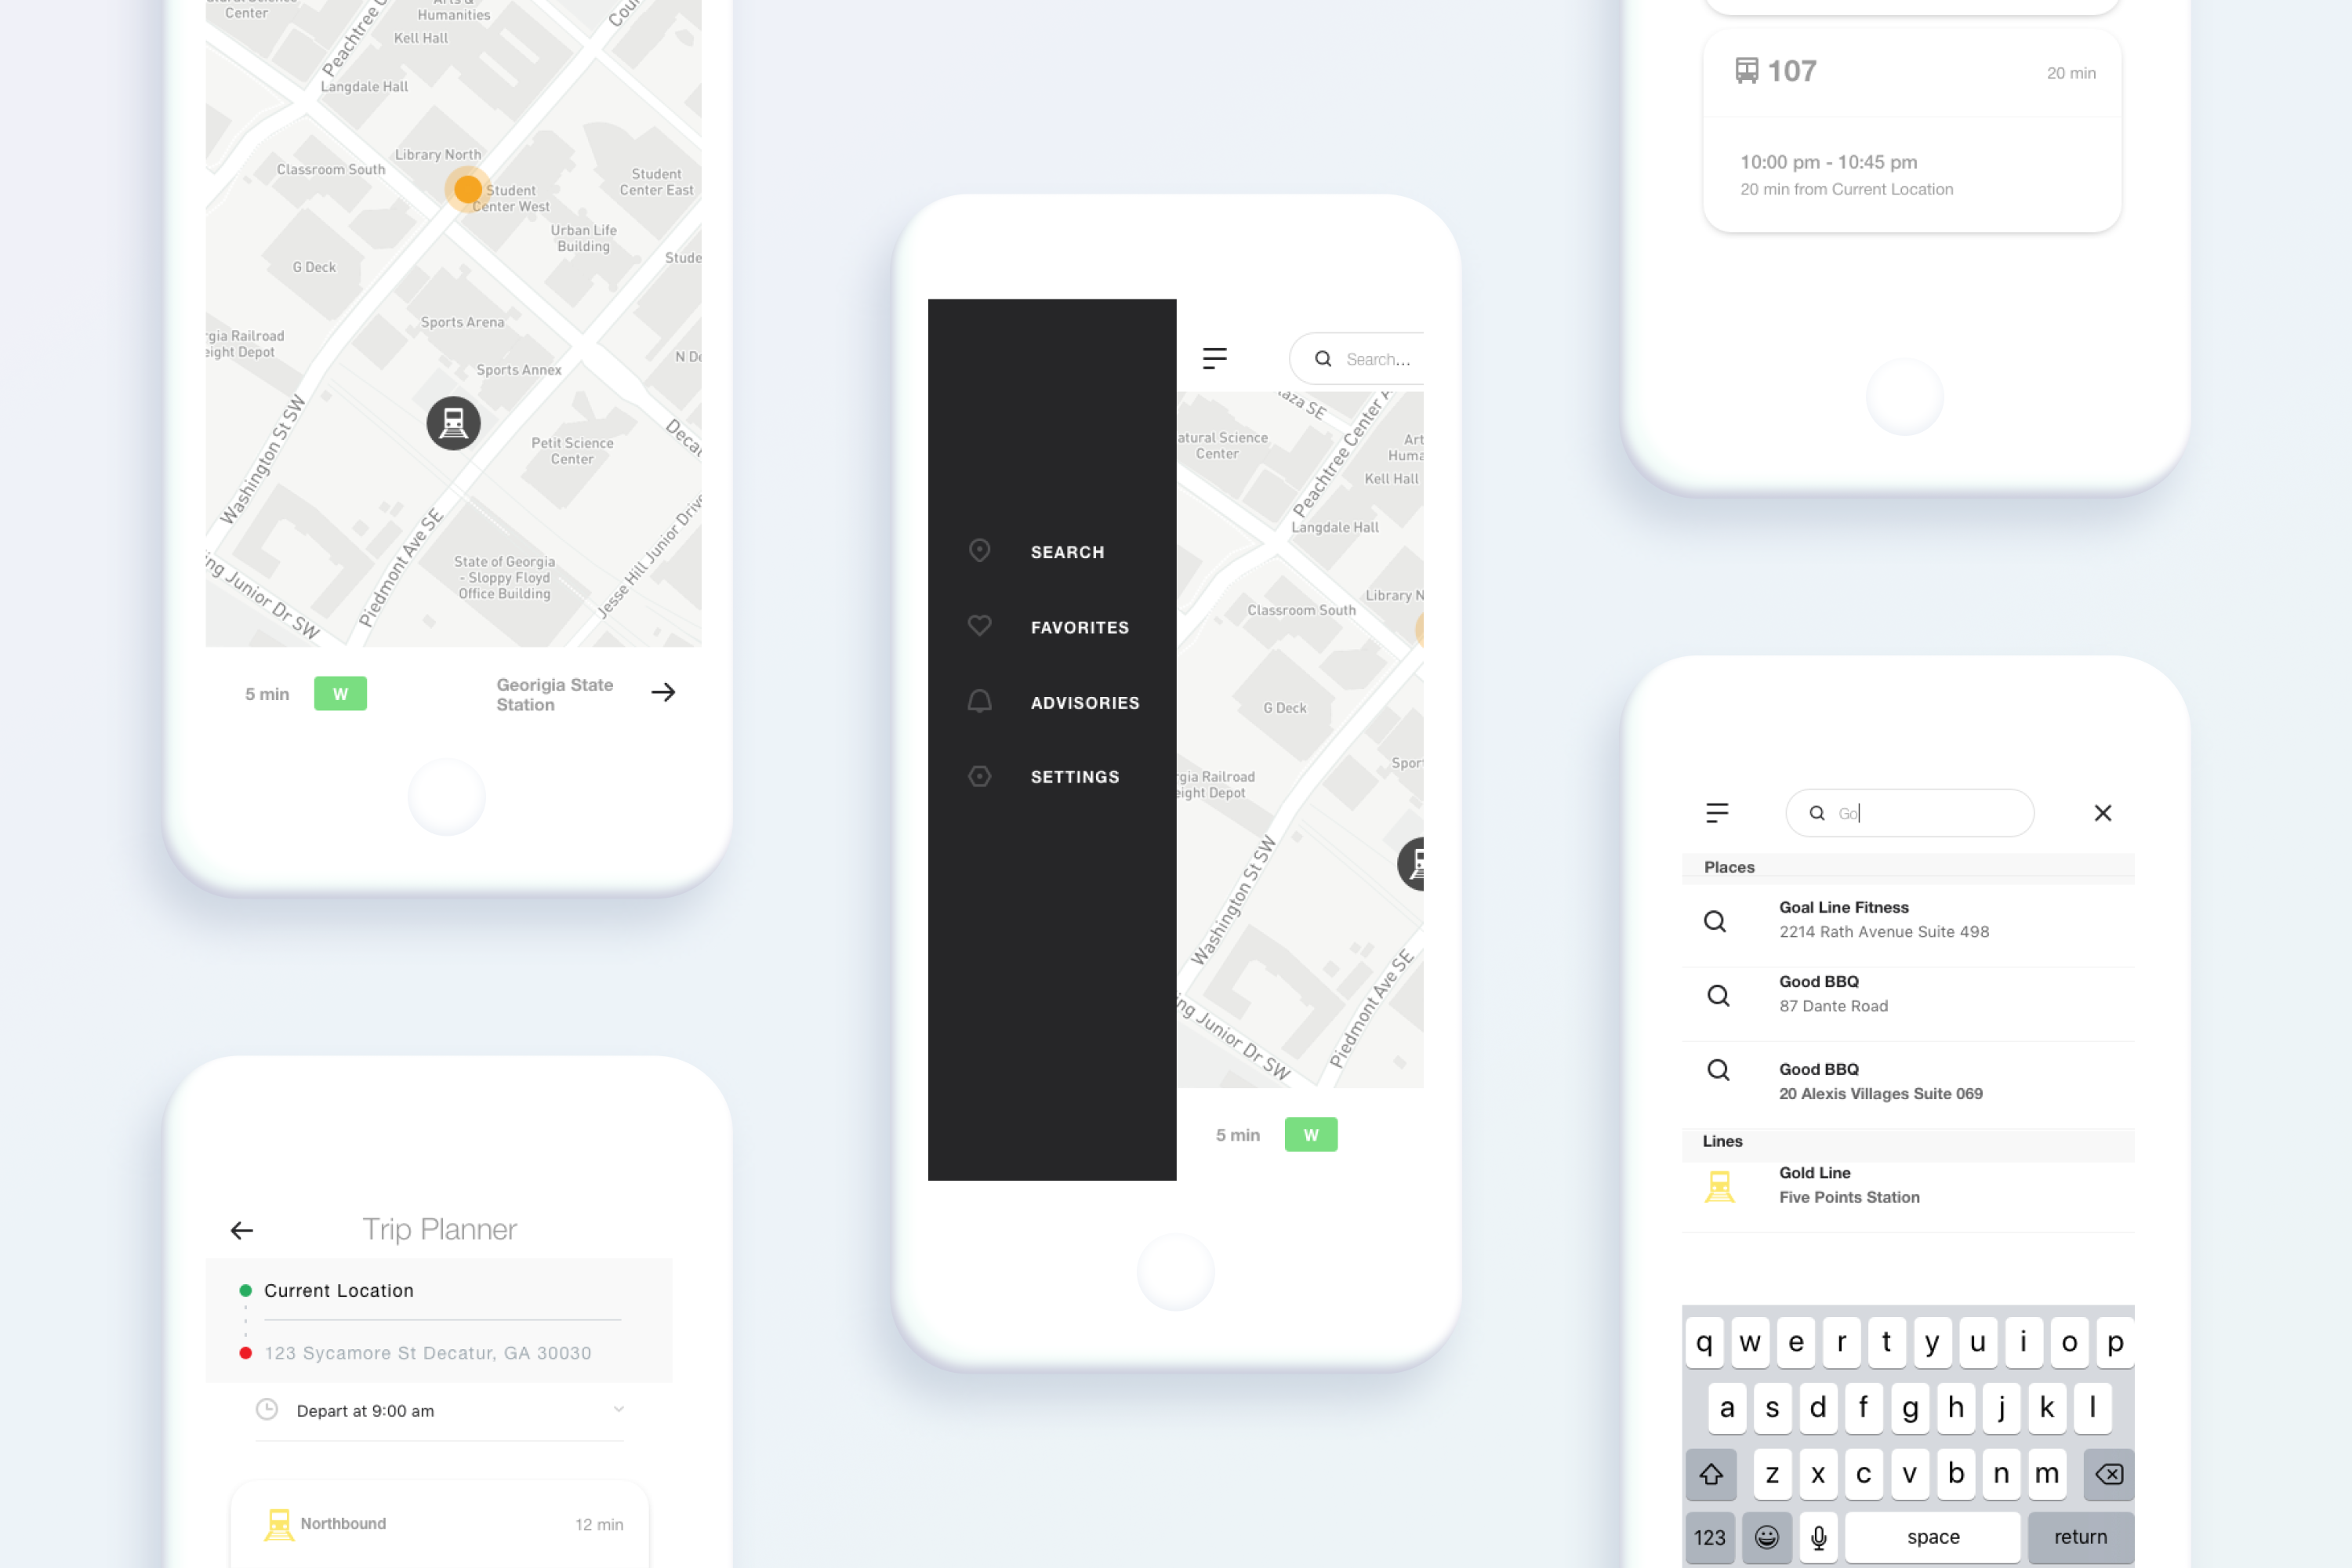 Center
Arts &
Humanities
Kell Hall
Peachtree C
Langdale Hall
Library North
Classroom South
Student
Center West
Student
Center East
Urban Life
Building
G Deck
Stude
Sports Arena
rgia Railroad
eight Depot
Sports Annex
N De
Washington St SW
Petit Science
Center
Decat
Piedmont Ave SE
State of Georgia
- Sloppy Floyd
Office Building
Jesse Hill Junior Drive
ing Junior Dr SW
5 min
W
Georigia State
Station
Trip Planner
Current Location
123 Sycamore St Decatur, GA 30030
Depart at 9:00 am
Northbound
12 min
SEARCH
FAVORITES
ADVISORIES
SETTINGS
Search...
laza SE
atural Science
Center
Peachtree Center A
Art
Huma
Kell Hall
Langdale Hall
Library N
Classroom South
G Deck
Spor
rgia Railroad
eight Depot
Washington St SW
Piedmont Ave SE
ing Junior Dr SW
5 min
W
107
20 min
10:00 pm - 10:45 pm
20 min from Current Location
Go
Places
Goal Line Fitness
2214 Rath Avenue Suite 498
Good BBQ
87 Dante Road
Good BBQ
20 Alexis Villages Suite 069
Lines
Gold Line
Five Points Station
q w e r t y u i o p
a s d f g h j k l
z x c v b n m
123 space return